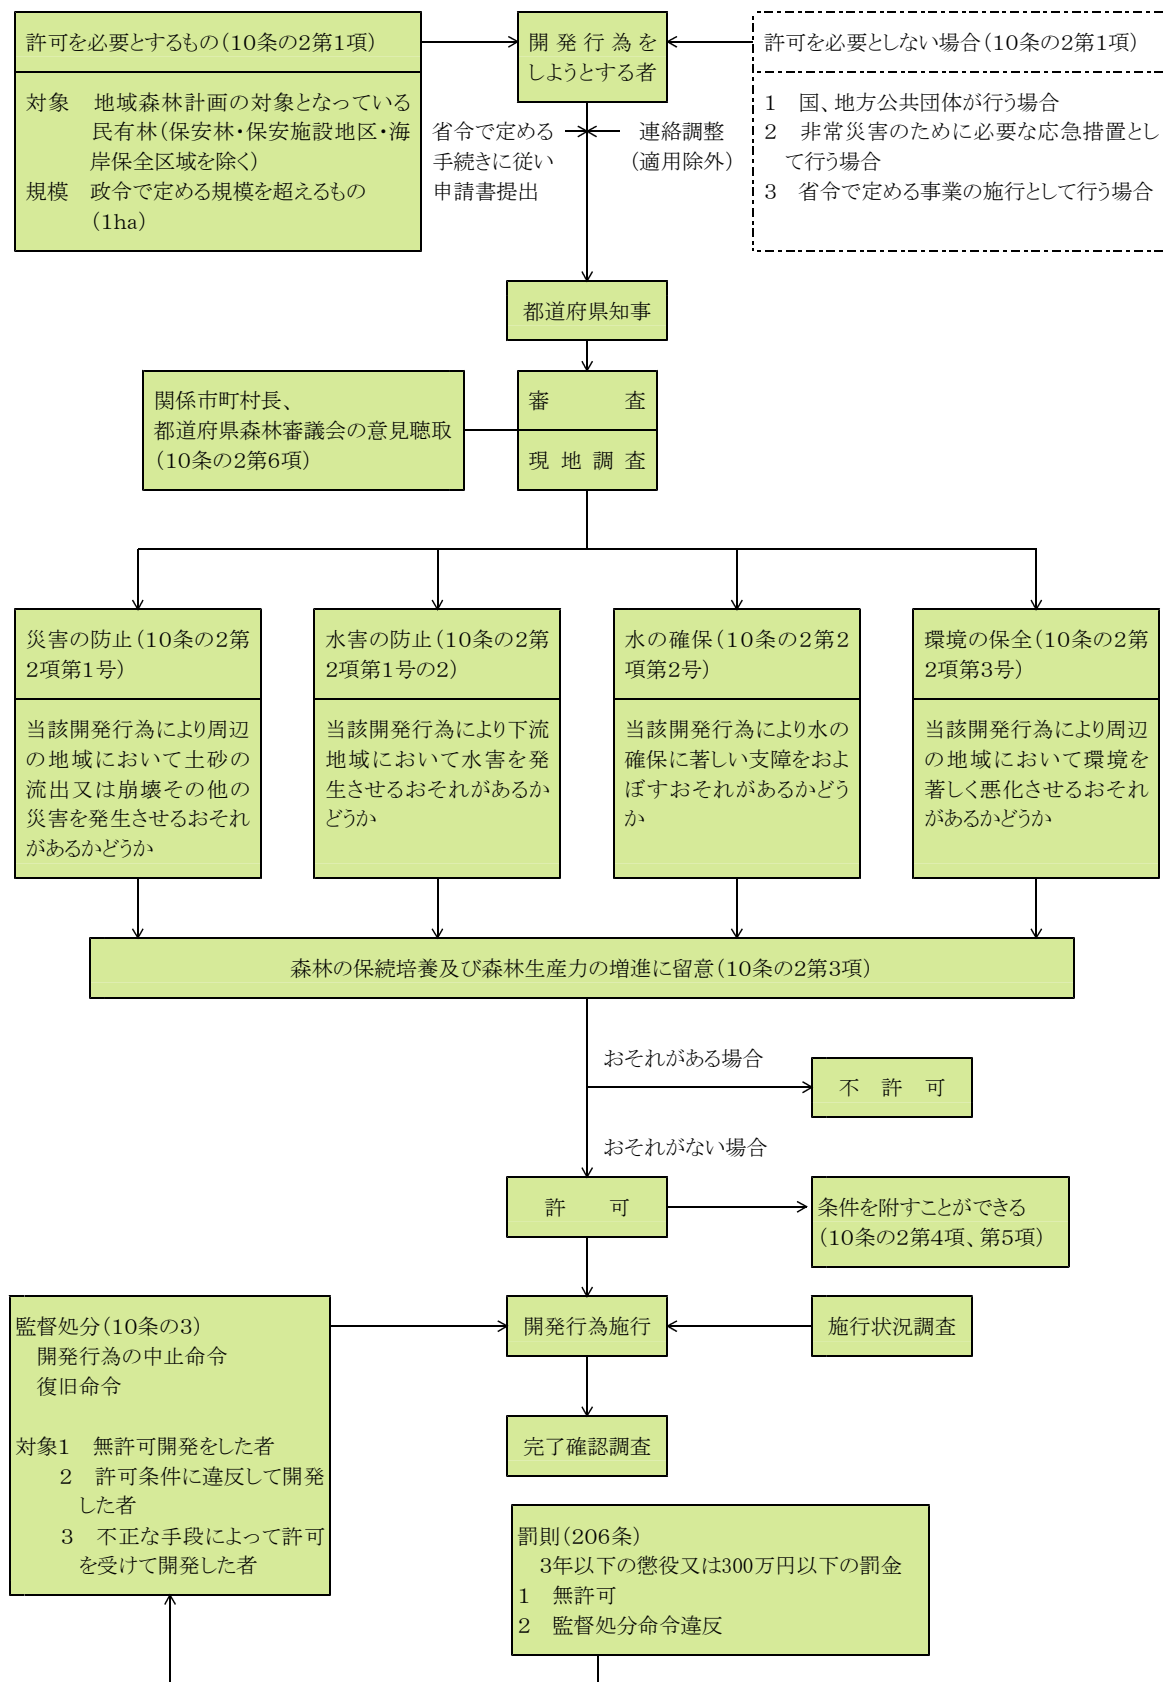 許可を必要とするもの(10条の2第1項)
対象　地域森林計画の対象となっている
民有林(保安林・保安施設地区・海
岸保全区域を除く)
規模　政令で定める規模を超えるもの
(1ha)
開発行為を
しようとする者
許可を必要としない場合(10条の2第1項)
1　国、地方公共団体が行う場合
2　非常災害のために必要な応急措置とし
て行う場合
3　省令で定める事業の施行として行う場合
省令で定める
手続きに従い
申請書提出
連絡調整
(適用除外)
都道府県知事
関係市町村長、
都道府県森林審議会の意見聴取
(10条の2第6項)
審　査
現地調査
災害の防止(10条の2第
2項第1号)
当該開発行為により周辺
の地域において土砂の
流出又は崩壊その他の
災害を発生させるおそれ
があるかどうか
水害の防止(10条の2第
2項第1号の2)
当該開発行為により下流
地域において水害を発
生させるおそれがあるか
どうか
水の確保(10条の2第2
項第2号)
当該開発行為により水の
確保に著しい支障をおよ
ぼすおそれがあるかどう
か
環境の保全(10条の2第
2項第3号)
当該開発行為により周辺
の地域において環境を
著しく悪化させるおそれ
があるかどうか
森林の保続培養及び森林生産力の増進に留意(10条の2第3項)
おそれがある場合
不　許　可
おそれがない場合
許　可
条件を附すことができる
(10条の2第4項、第5項)
監督処分(10条の3)
開発行為の中止命令
復旧命令
対象1　無許可開発をした者
2　許可条件に違反して開発
した者
3　不正な手段によって許可
を受けて開発した者
開発行為施行
施行状況調査
完了確認調査
罰則(206条)
3年以下の懲役又は300万円以下の罰金
1　無許可
2　監督処分命令違反